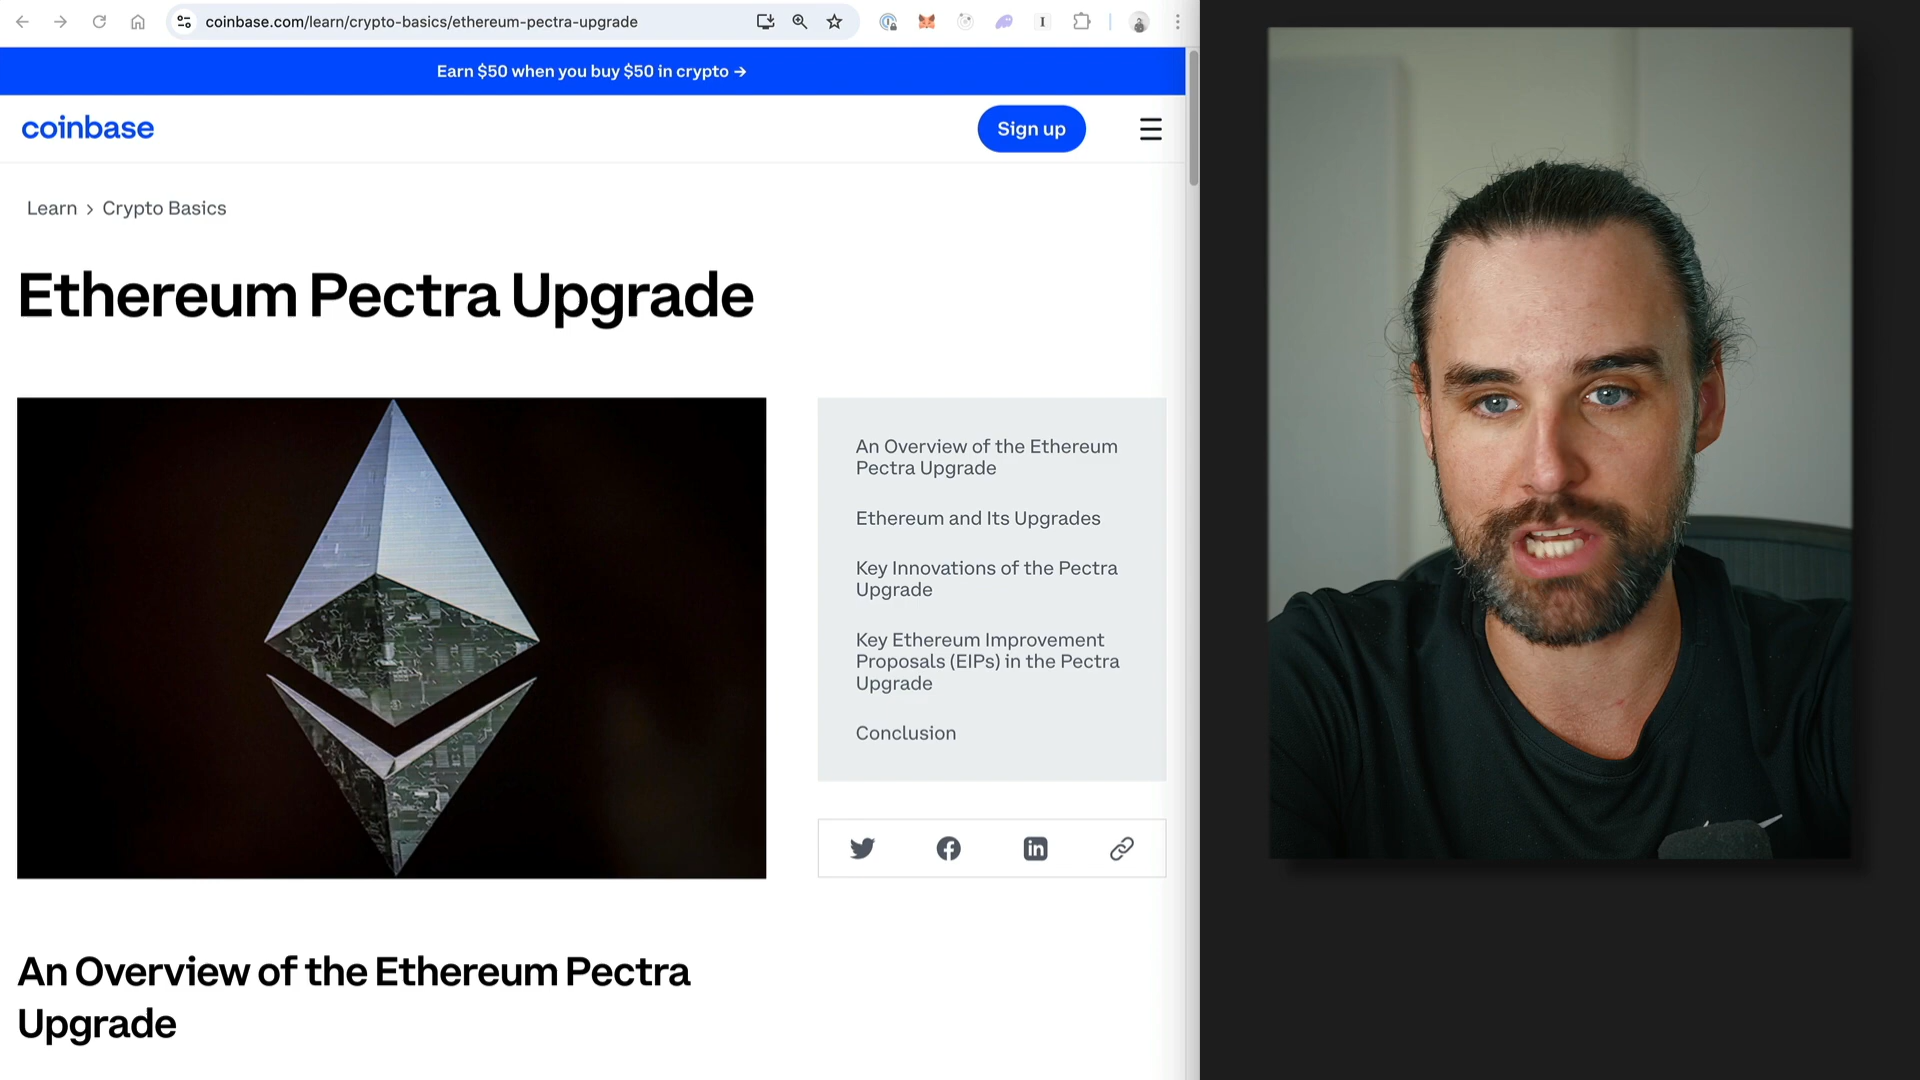 coinbase.com/learn/crypto-basics/ethereum-pectra-upgrade
Earn $50 when you buy $50 in crypto →
coinbase
Sign up
Learn > Crypto Basics
Ethereum Pectra Upgrade
An Overview of the Ethereum
Pectra Upgrade
Ethereum and Its Upgrades
Key Innovations of the Pectra
Upgrade
Key Ethereum Improvement
Proposals (EIPs) in the Pectra
Upgrade
Conclusion
An Overview of the Ethereum Pectra
Upgrade